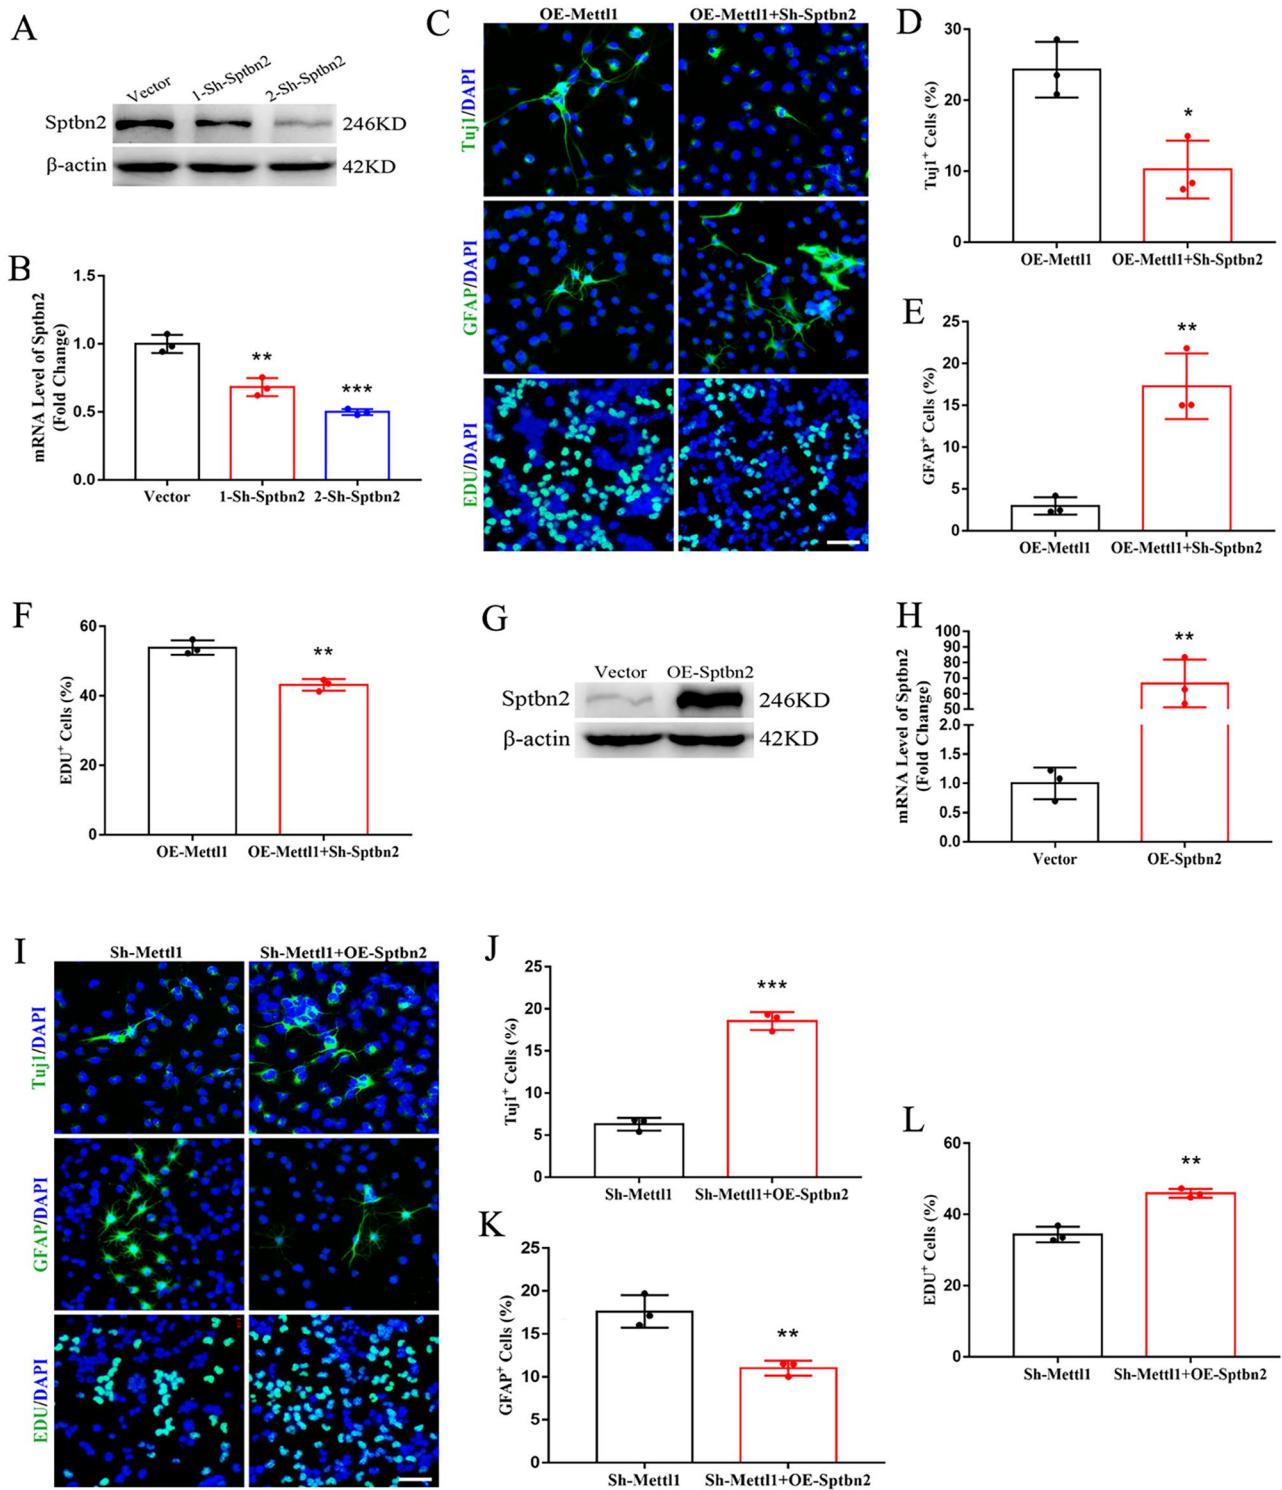 A
Vector
1-Sh-Sptbn2
2-Sh-Sptbn2
Sptbn2
246KD
β-actin
42KD
B
mRNA Level of Sptbn2
(Fold Change)
1.5
1.0
0.5
0.0
**
***
Vector
1-Sh-Sptbn2
2-Sh-Sptbn2
C
OE-Mettl1
OE-Mettl1+Sh-Sptbn2
Tuj1/DAPI
GFAP/DAPI
EDU/DAPI
D
Tuj1+ Cells (%)
30
20
10
0
*
OE-Mettl1
OE-Mettl1+Sh-Sptbn2
E
GFAP+ Cells (%)
25
20
15
10
5
0
**
OE-Mettl1
OE-Mettl1+Sh-Sptbn2
F
EDU+ Cells (%)
60
40
20
0
**
OE-Mettl1
OE-Mettl1+Sh-Sptbn2
G
Vector
OE-Sptbn2
Sptbn2
246KD
β-actin
42KD
H
mRNA Level of Sptbn2
(Fold Change)
100
90
80
70
60
50
2.0
1.5
1.0
0.5
0.0
**
Vector
OE-Sptbn2
I
Sh-Mettl1
Sh-Mettl1+OE-Sptbn2
Tuj1/DAPI
GFAP/DAPI
EDU/DAPI
J
Tuj1+ Cells (%)
25
20
15
10
5
0
***
Sh-Mettl1
Sh-Mettl1+OE-Sptbn2
K
GFAP+ Cells (%)
25
20
15
10
5
0
**
Sh-Mettl1
Sh-Mettl1+OE-Sptbn2
L
EDU+ Cells (%)
60
40
20
0
**
Sh-Mettl1
Sh-Mettl1+OE-Sptbn2